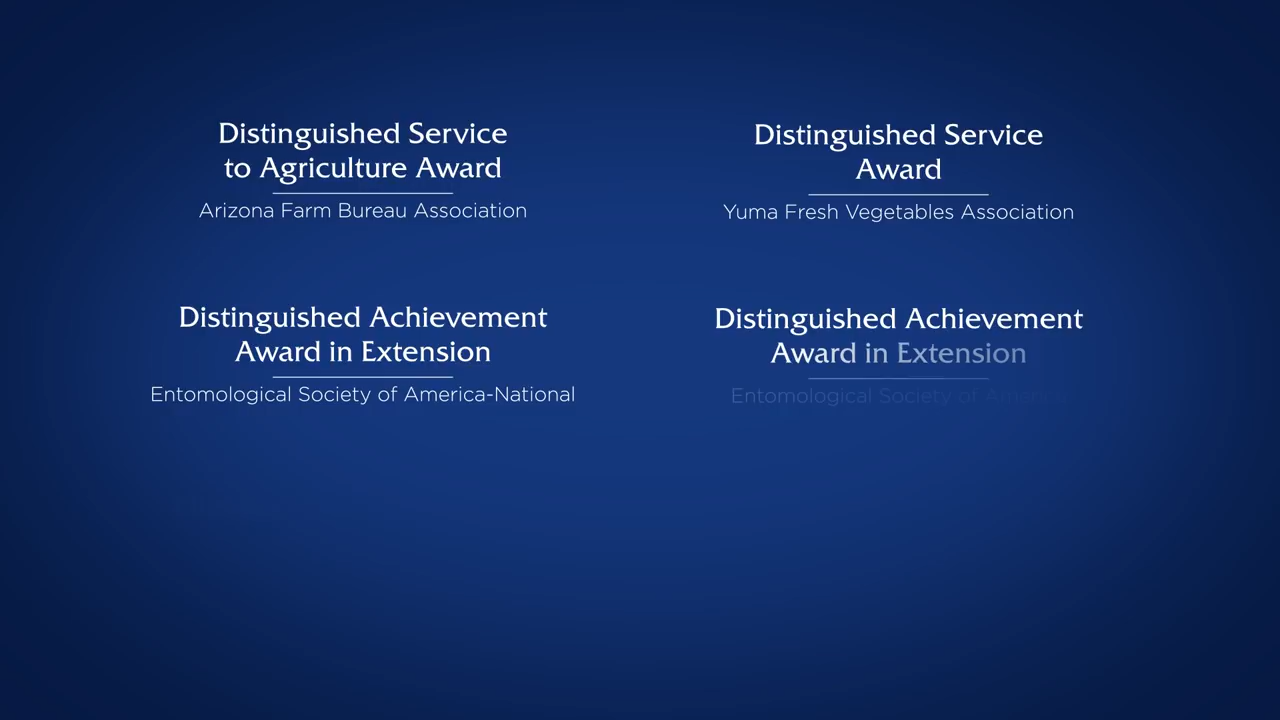 Distinguished Service
to Agriculture Award
Arizona Farm Bureau Association
Distinguished Service
Award
Yuma Fresh Vegetables Association
Distinguished Achievement
Award in Extension
Entomological Society of America-National
Distinguished Achievement
Award in Extension
Entomological Society of